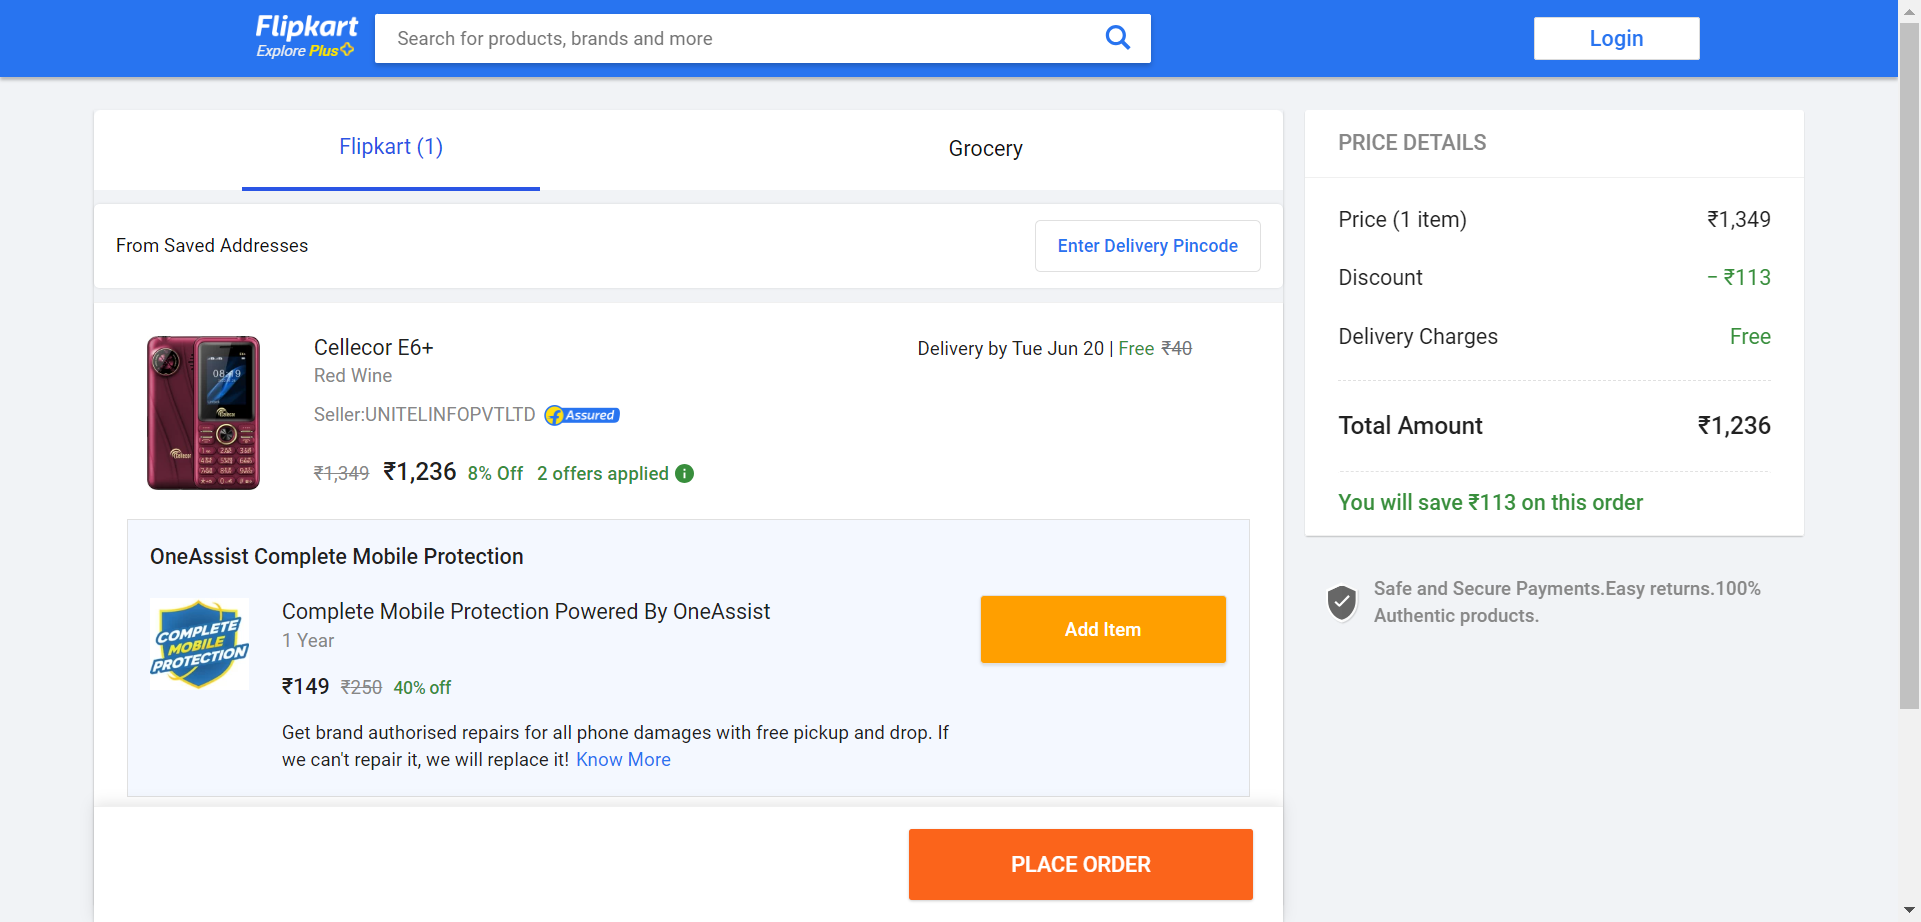 Flipkart
Explore Plus
Search for products, brands and more
Login
Flipkart (1)
Grocery
From Saved Addresses
Enter Delivery Pincode
Cellecor E6+
Red Wine
Seller:UNITELINFOPVTLTD
Assured
Delivery by Tue Jun 20 | Free ₹40
₹1,349 ₹1,236 8% Off 2 offers applied
OneAssist Complete Mobile Protection
COMPLETE
MOBILE
PROTECTION
Complete Mobile Protection Powered By OneAssist
1 Year
₹149 ₹250 40% off
Get brand authorised repairs for all phone damages with free pickup and drop. If
we can't repair it, we will replace it! Know More
Add Item
PLACE ORDER
PRICE DETAILS
Price (1 item) ₹1,349
Discount − ₹113
Delivery Charges Free
Total Amount ₹1,236
You will save ₹113 on this order
Safe and Secure Payments.Easy returns.100%
Authentic products.